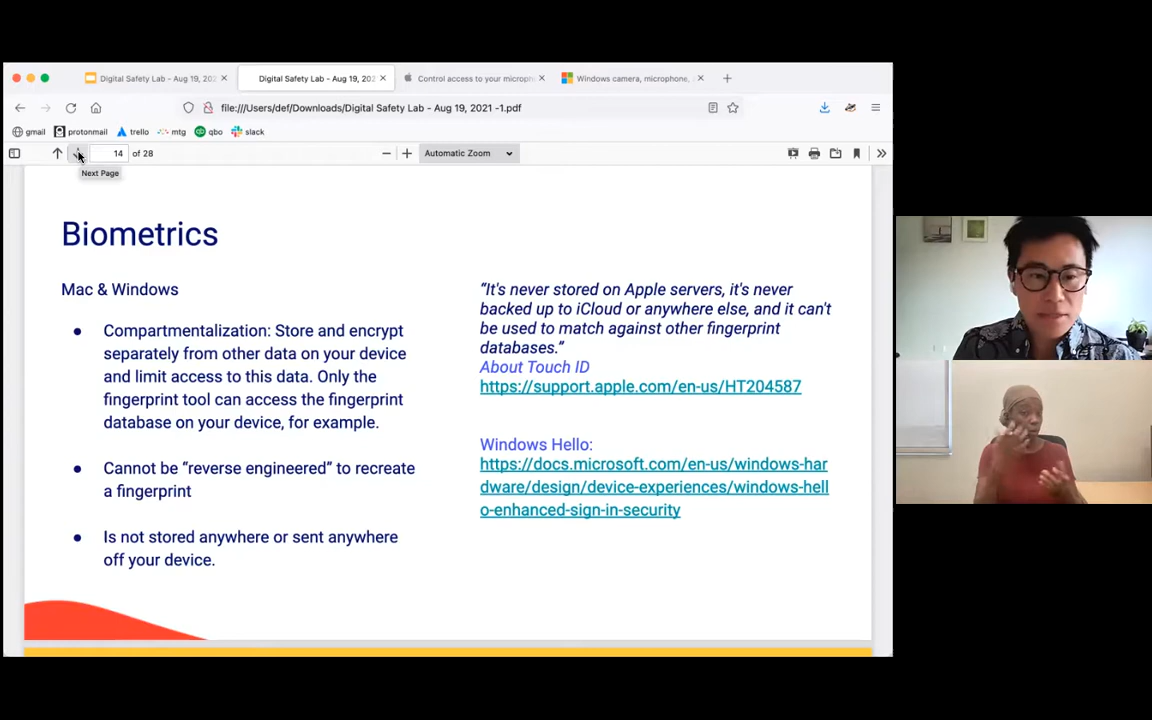 Digital Safety Lab - Aug 19, 202
Digital Safety Lab - Aug 19, 202
Control access to your microph
Windows camera, microphone,
file:///Users/def/Downloads/Digital Safety Lab - Aug 19, 2021 -1.pdf
gmail protonmail trello mtg qbo slack
14 of 28
Automatic Zoom
Next Page
Biometrics
Mac & Windows
● Compartmentalization: Store and encrypt
separately from other data on your device
and limit access to this data. Only the
fingerprint tool can access the fingerprint
database on your device, for example.
● Cannot be “reverse engineered” to recreate
a fingerprint
● Is not stored anywhere or sent anywhere
off your device.
“It's never stored on Apple servers, it's never
backed up to iCloud or anywhere else, and it can't
be used to match against other fingerprint
databases.”
About Touch ID
https://support.apple.com/en-us/HT204587
Windows Hello:
https://docs.microsoft.com/en-us/windows-har
dware/design/device-experiences/windows-hell
o-enhanced-sign-in-security